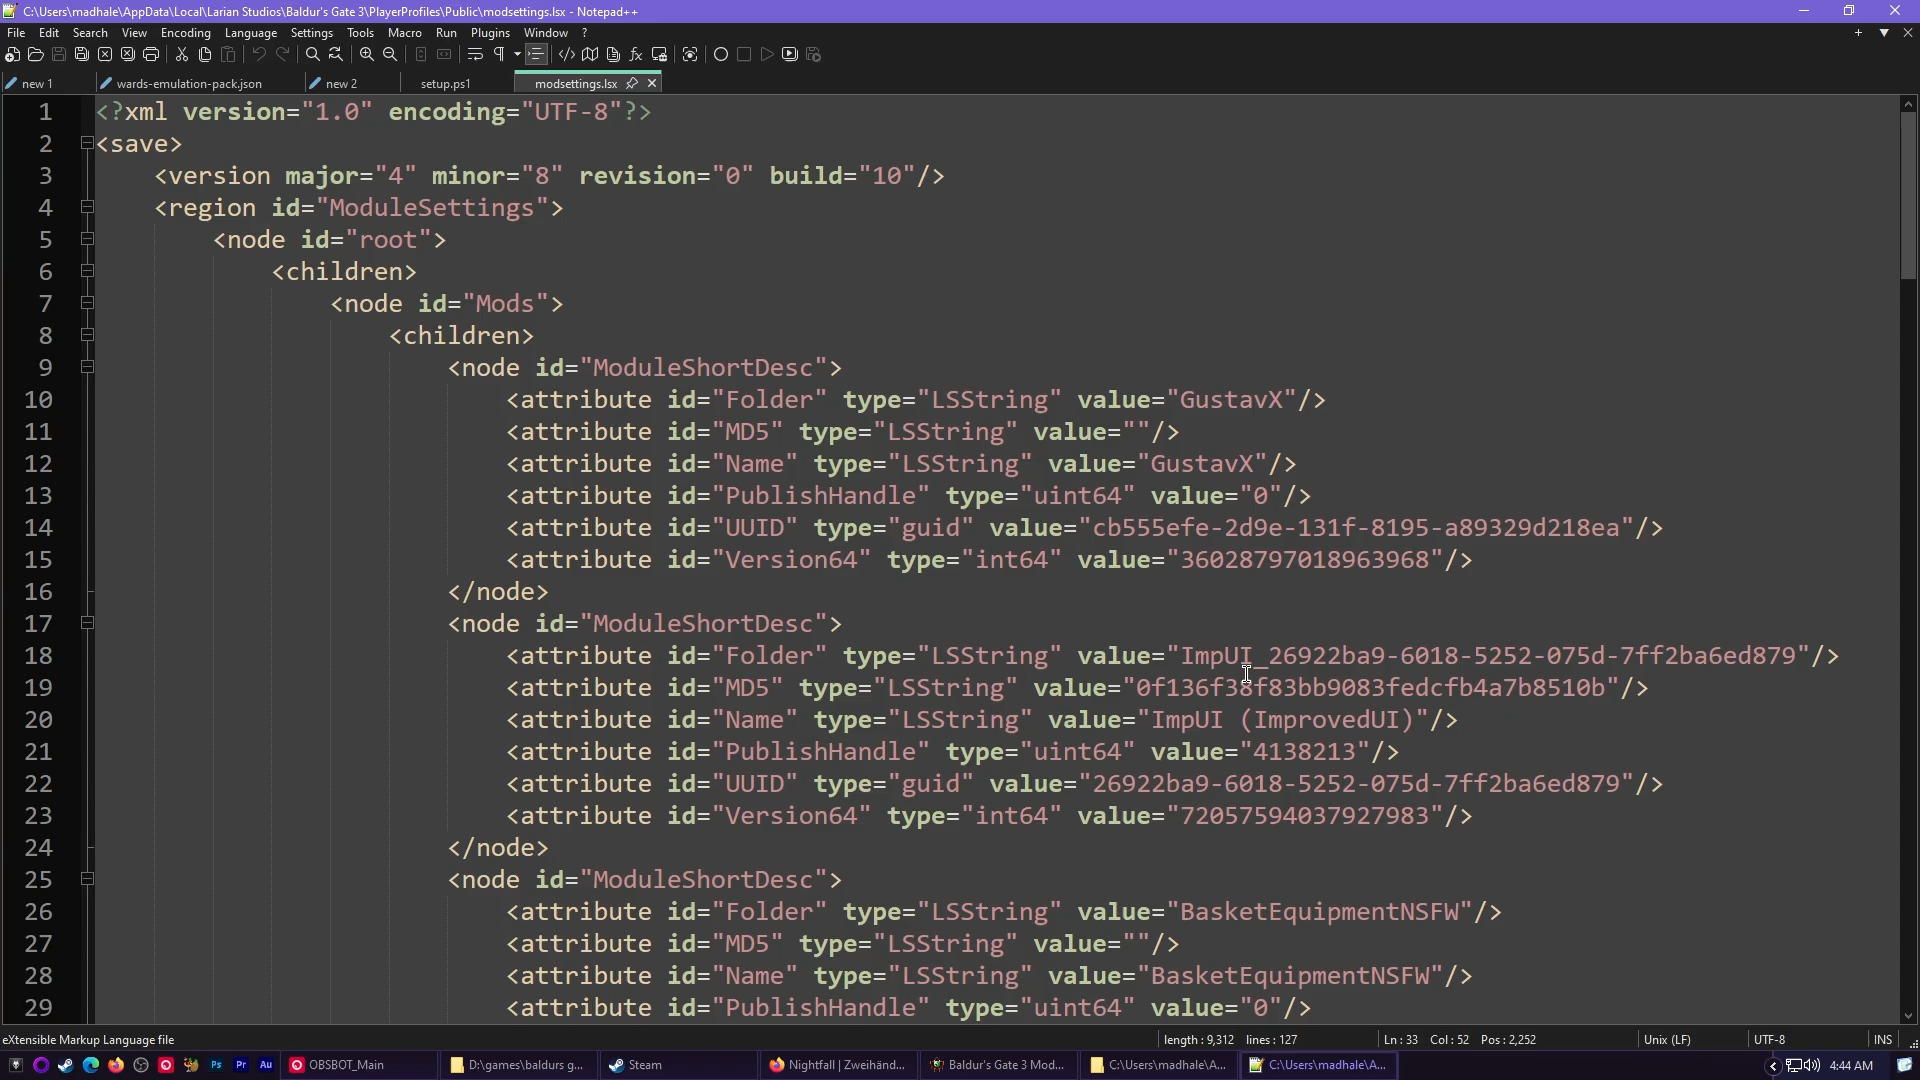 C:\Users\madhale\AppData\Local\Larian Studios\Baldur's Gate 3\PlayerProfiles\Public\modsettings.lsx - Notepad++
File Edit Search View Encoding Language Settings Tools Macro Run Plugins Window ?
new 1 wards-emulation-pack.json new 2 setup.ps1 modsettings.lsx
1 <?xml version="1.0" encoding="UTF-8"?>
2 <save>
3 <version major="4" minor="8" revision="0" build="10"/>
4 <region id="ModuleSettings">
5 <node id="root">
6 <children>
7 <node id="Mods">
8 <children>
9 <node id="ModuleShortDesc">
10 <attribute id="Folder" type="LSString" value="GustavX"/>
11 <attribute id="MD5" type="LSString" value=""/>
12 <attribute id="Name" type="LSString" value="GustavX"/>
13 <attribute id="PublishHandle" type="uint64" value="0"/>
14 <attribute id="UUID" type="guid" value="cb555efe-2d9e-131f-8195-a89329d218ea"/>
15 <attribute id="Version64" type="int64" value="36028797018963968"/>
16 </node>
17 <node id="ModuleShortDesc">
18 <attribute id="Folder" type="LSString" value="ImpUI_26922ba9-6018-5252-075d-7ff2ba6ed879"/>
19 <attribute id="MD5" type="LSString" value="0f136f38f83bb9083fedcfb4a7b8510b"/>
20 <attribute id="Name" type="LSString" value="ImpUI (ImprovedUI)"/>
21 <attribute id="PublishHandle" type="uint64" value="4138213"/>
22 <attribute id="UUID" type="guid" value="26922ba9-6018-5252-075d-7ff2ba6ed879"/>
23 <attribute id="Version64" type="int64" value="72057594037927983"/>
24 </node>
25 <node id="ModuleShortDesc">
26 <attribute id="Folder" type="LSString" value="BasketEquipmentNSFW"/>
27 <attribute id="MD5" type="LSString" value=""/>
28 <attribute id="Name" type="LSString" value="BasketEquipmentNSFW"/>
29 <attribute id="PublishHandle" type="uint64" value="0"/>
eXtensible Markup Language file length : 9,312 lines : 127 Ln : 33 Col : 52 Pos : 2,252 Unix (LF) UTF-8 INS
OBSBOT_Main D:\games\baldurs g... Steam Nightfall | Zweihänd... Baldur's Gate 3 Mod... C:\Users\madhale\A... C:\Users\madhale\A... 4:44 AM